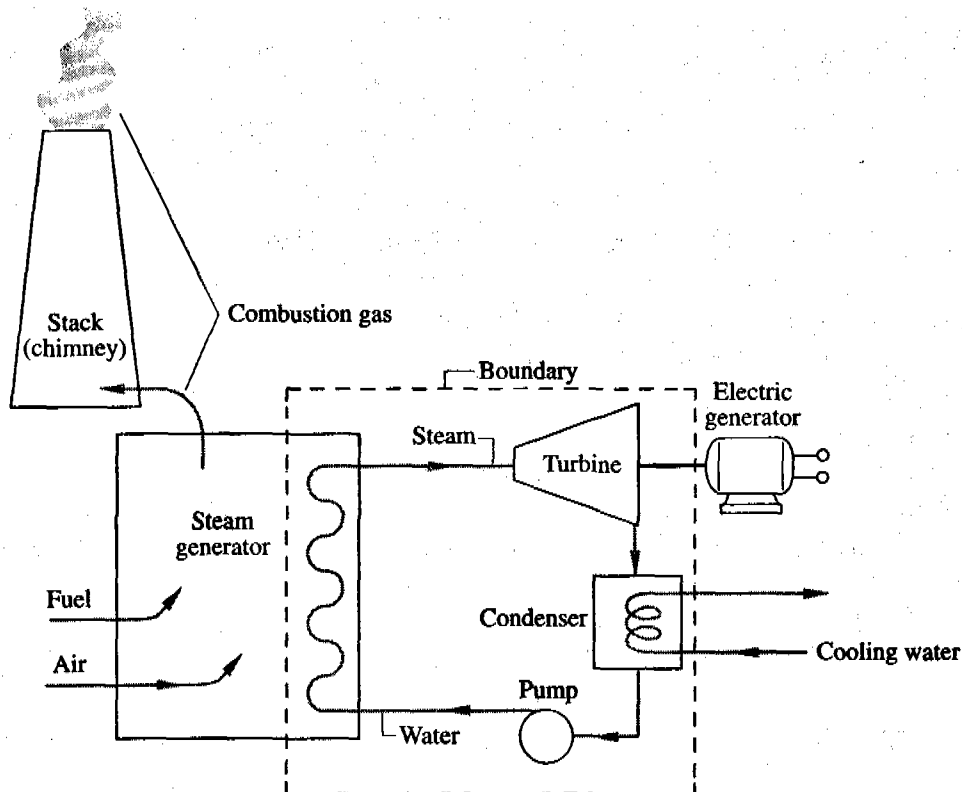 Stack
(chimney)
Combustion gas
Boundary
Electric
generator
Steam
Turbine
Steam
generator
Fuel
Condenser
Air
Cooling water
Pump
Water